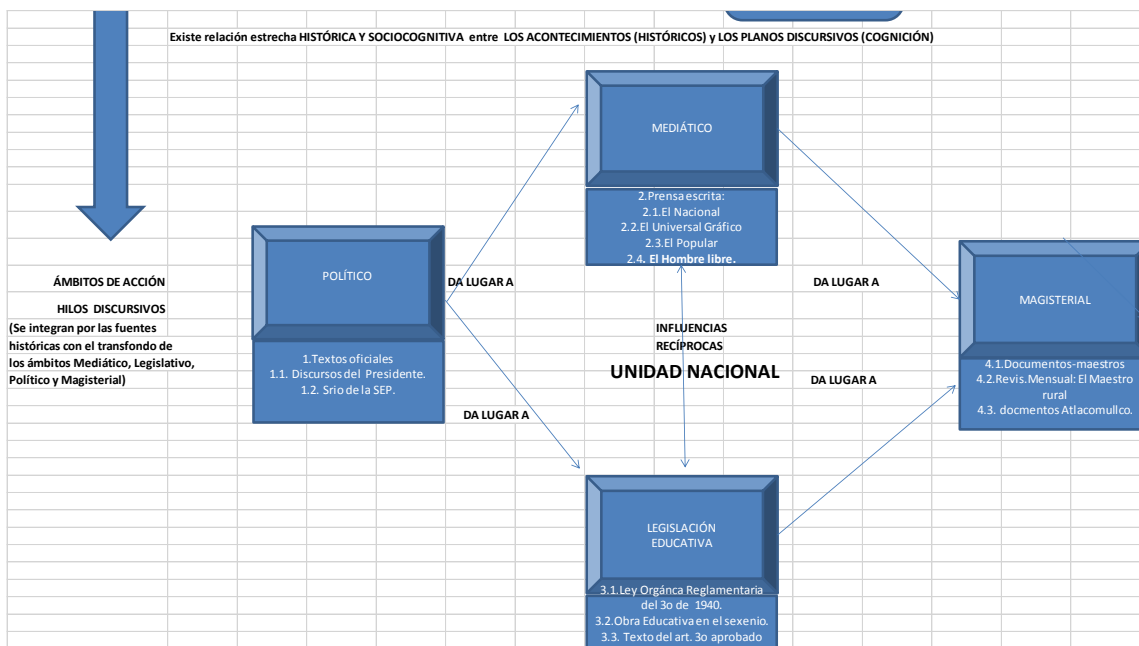 Existe relación estrecha HISTÓRICA Y SOCIOCOGNITIVA entre LOS ACONTECIMIENTOS (HISTÓRICOS) y LOS PLANOS DISCURSIVOS (COGNICIÓN)
MEDIÁTICO
2.Prensa escrita:
2.1.El Nacional
2.2.El Universal Gráfico
2.3.El Popular
2.4. El Hombre libre.
ÁMBITOS DE ACCIÓN
HILOS DISCURSIVOS
(Se integran por las fuentes
históricas con el transfondo de
los ámbitos Mediático, Legislativo,
Político y Magisterial)
POLÍTICO
1.Textos oficiales
1.1. Discursos del Presidente.
1.2. Srio de la SEP.
DA LUGAR A
DA LUGAR A
INFLUENCIAS
RECÍPROCAS
UNIDAD NACIONAL
DA LUGAR A
DA LUGAR A
MAGISTERIAL
4.1.Documentos-maestros
4.2.Revis.Mensual: El Maestro
rural
4.3. docmentos Atlacomullco.
LEGISLACIÓN
EDUCATIVA
3.1.Ley Orgánca Reglamentaria
del 3o de 1940.
3.2.Obra Educativa en el sexenio.
3.3. Texto del art. 3o aprobado